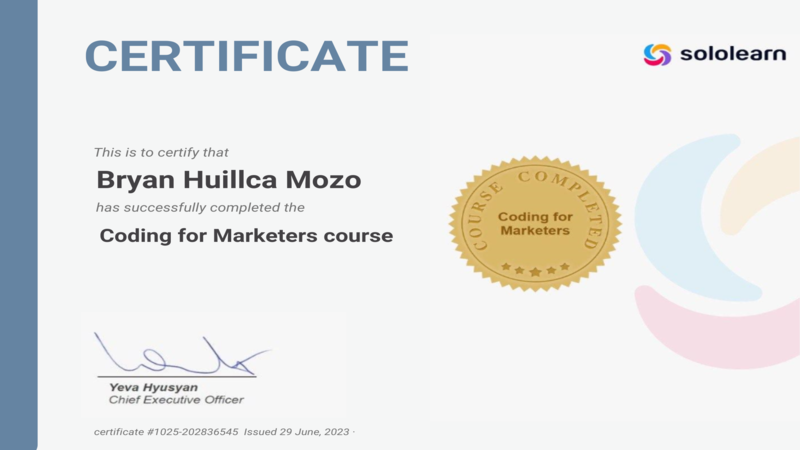 CERTIFICATE
sololearn
This is to certify that
Bryan Huillca Mozo
has successfully completed the
Coding for Marketers course
COURSE COMPLETED
Coding for
Marketers
Yeva Hyusyan
Chief Executive Officer
certificate #1025-202836545 Issued 29 June, 2023 ·